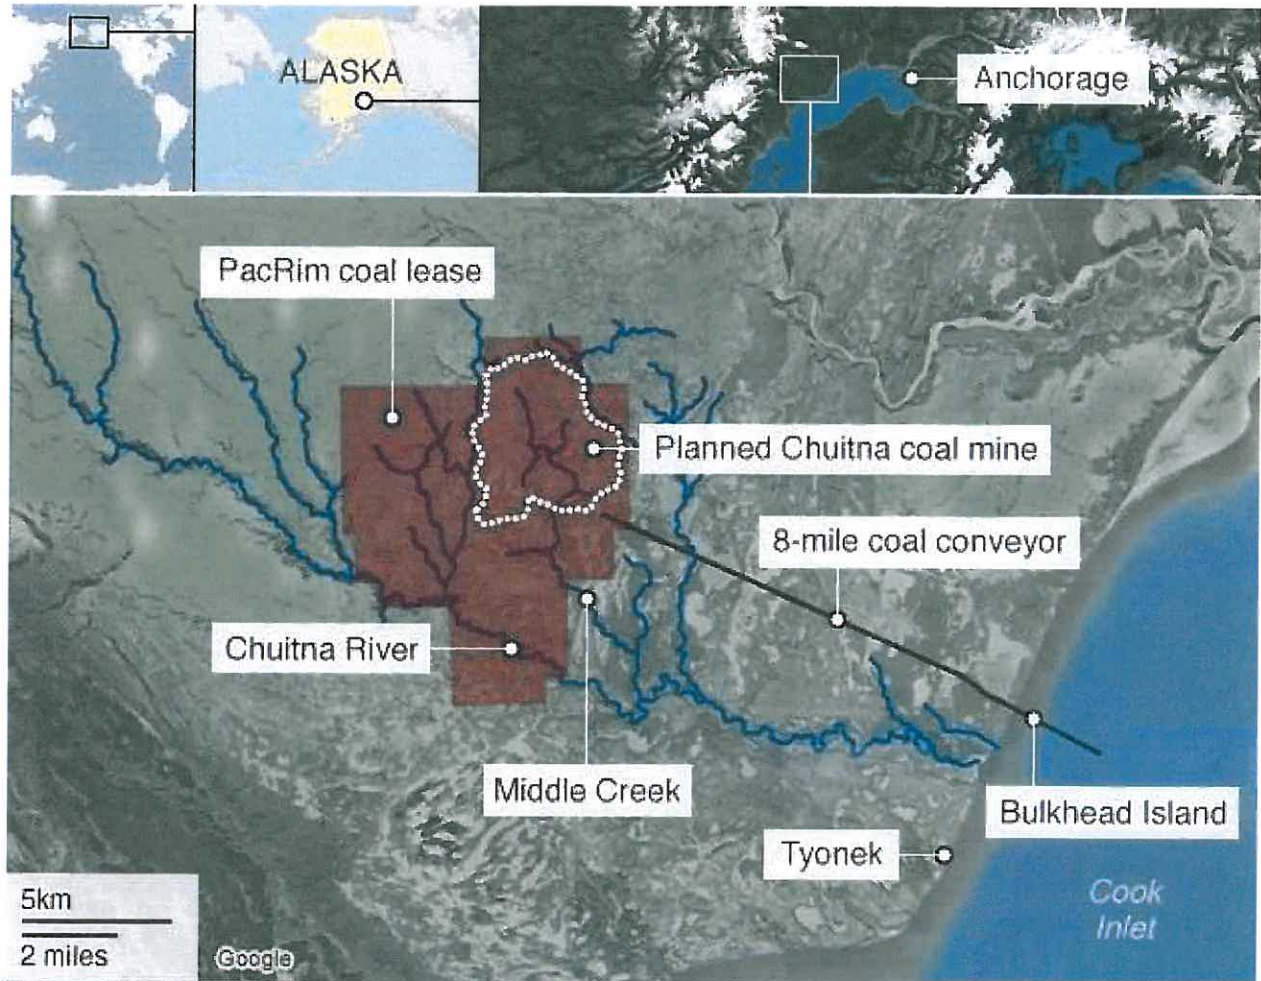 ALASKA
Anchorage
PacRim coal lease
Planned Chuitna coal mine
8-mile coal conveyor
Chuitna River
Middle Creek
Bulkhead Island
Tyonek
Cook
Inlet
5km
2 miles
Google